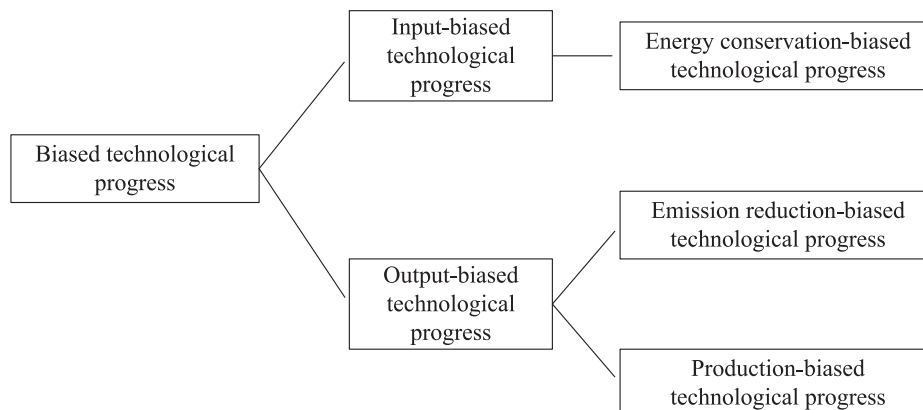 Input-biased
technological
progress
Energy conservation-biased
technological progress
Biased technological
progress
Emission reduction-biased
technological progress
Output-biased
technological
progress
Production-biased
technological progress